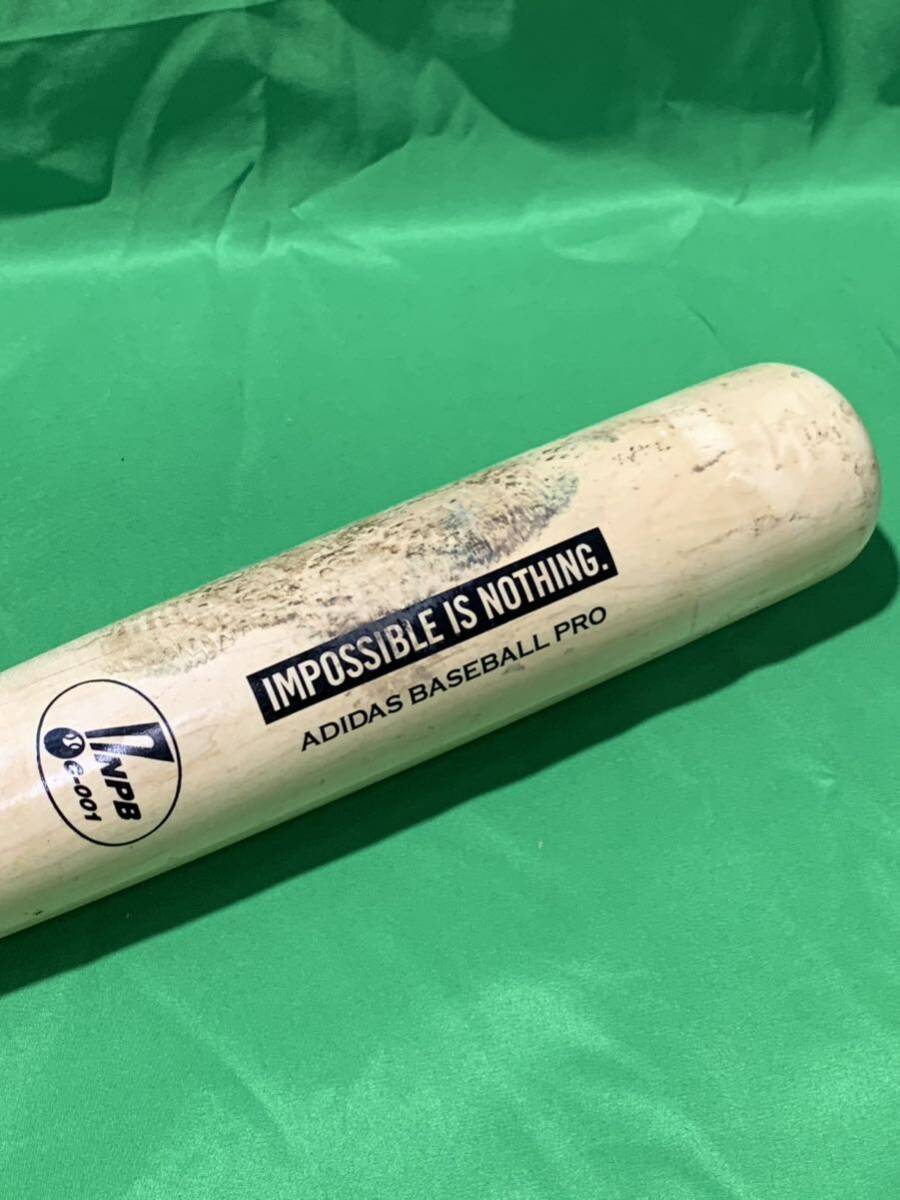 IMPOSSIBLE IS NOTHING.
ADIDAS BASEBALL PRO
NPB
C-001